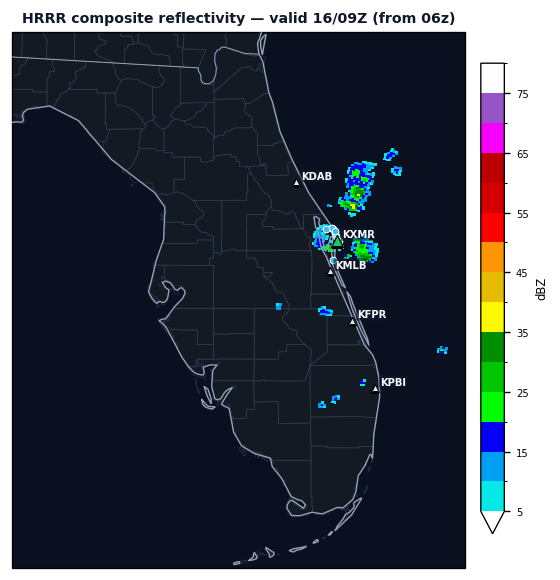 HRRR composite reflectivity — valid 16/09Z (from 06z)
75
KDAB
65
55
KXMR
KMLB
45
dBZ
KFPR
35
KPBI
25
15
5